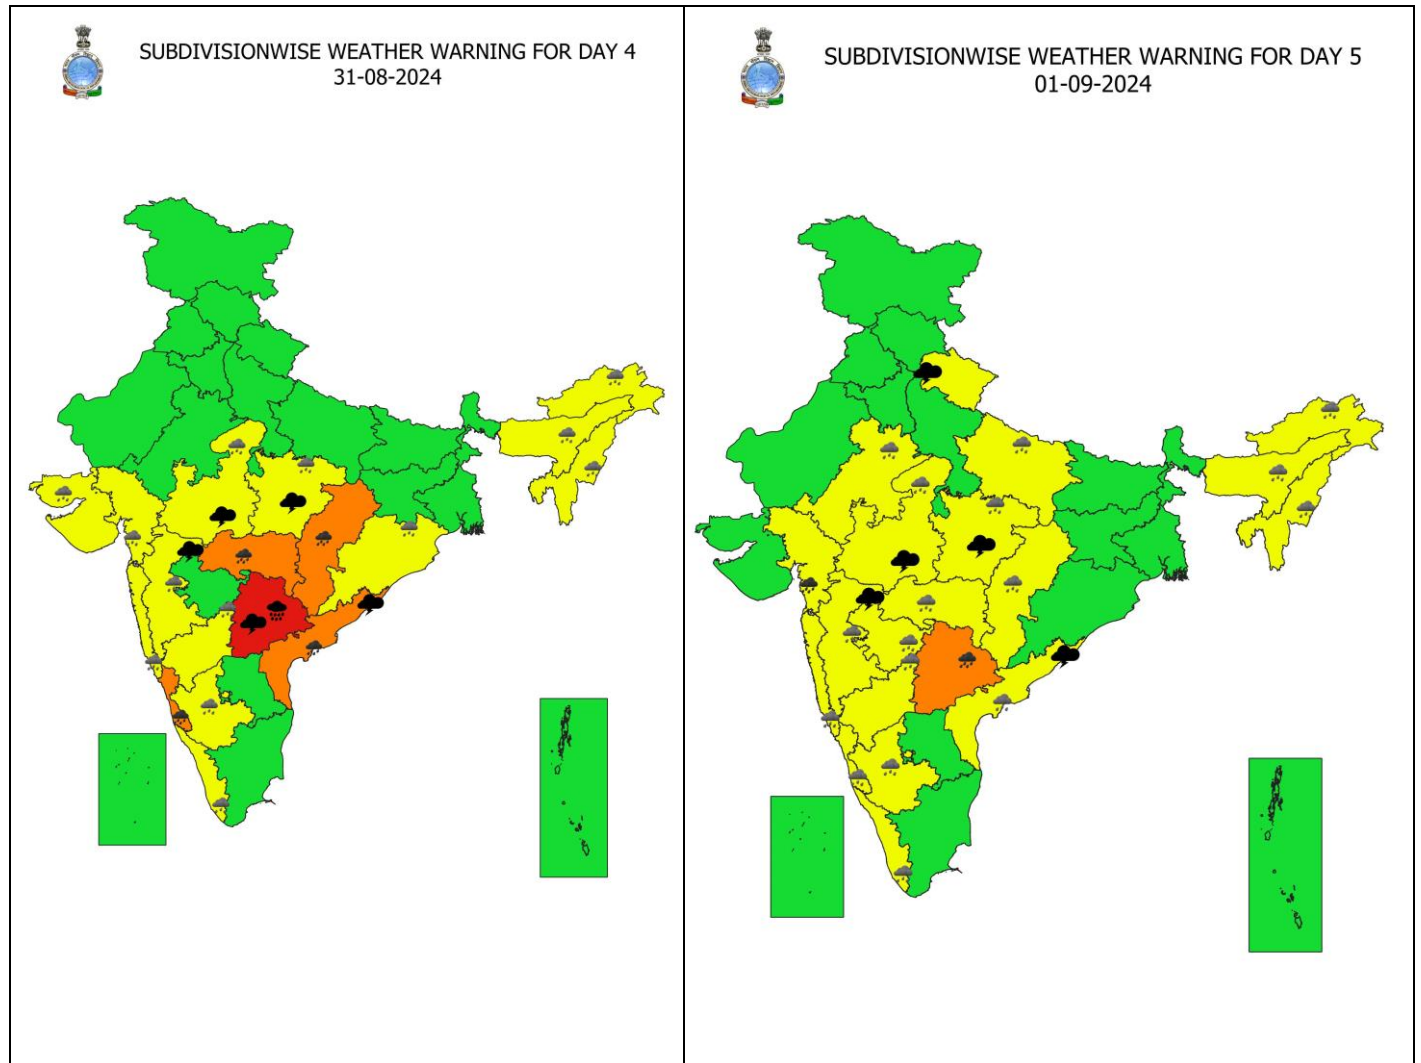 SUBDIVISIONWISE WEATHER WARNING FOR DAY 4
31-08-2024
SUBDIVISIONWISE WEATHER WARNING FOR DAY 5
01-09-2024